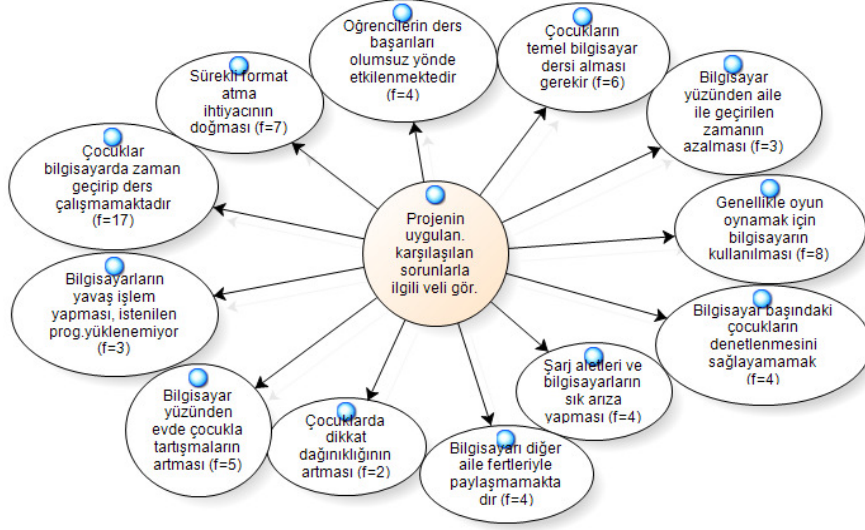 Öğrencilerin ders
başarıları
olumsuz yönde
etkilenmektedir
(f=4)
Çocukların
temel bilgisayar
dersi alması
gerekir (f=6)
Bilgisayar
yüzünden aile
ile geçirilen
zamanın
azalması (f=3)
Genellikle oyun
oynamak için
bilgisayarın
kullanılması (f=8)
Bilgisayar başındaki
çocukların
denetlenmesini
sağlayamamak
(f=4)
Şarj aletleri ve
bilgisayarların
sık arıza
yapması (f=4)
Bilgisayarı diğer
aile fertleriyle
paylaşmamakta
dır (f=4)
Çocuklarda
dikkat
dağınıklığının
artması (f=2)
Bilgisayar
yüzünden
evde çocukla
tartışmaların
artması (f=5)
Bilgisayarların
yavaş işlem
yapması, istenilen
prog.yüklenemiyor
(f=3)
Çocuklar
bilgisayarda zaman
geçirip ders
çalışmamaktadır
(f=17)
Sürekli format
atma
ihtiyacının
doğması (f=7)
Projenin
uygulan.
karşılaşılan
sorunlarla
ilgili veli gör.